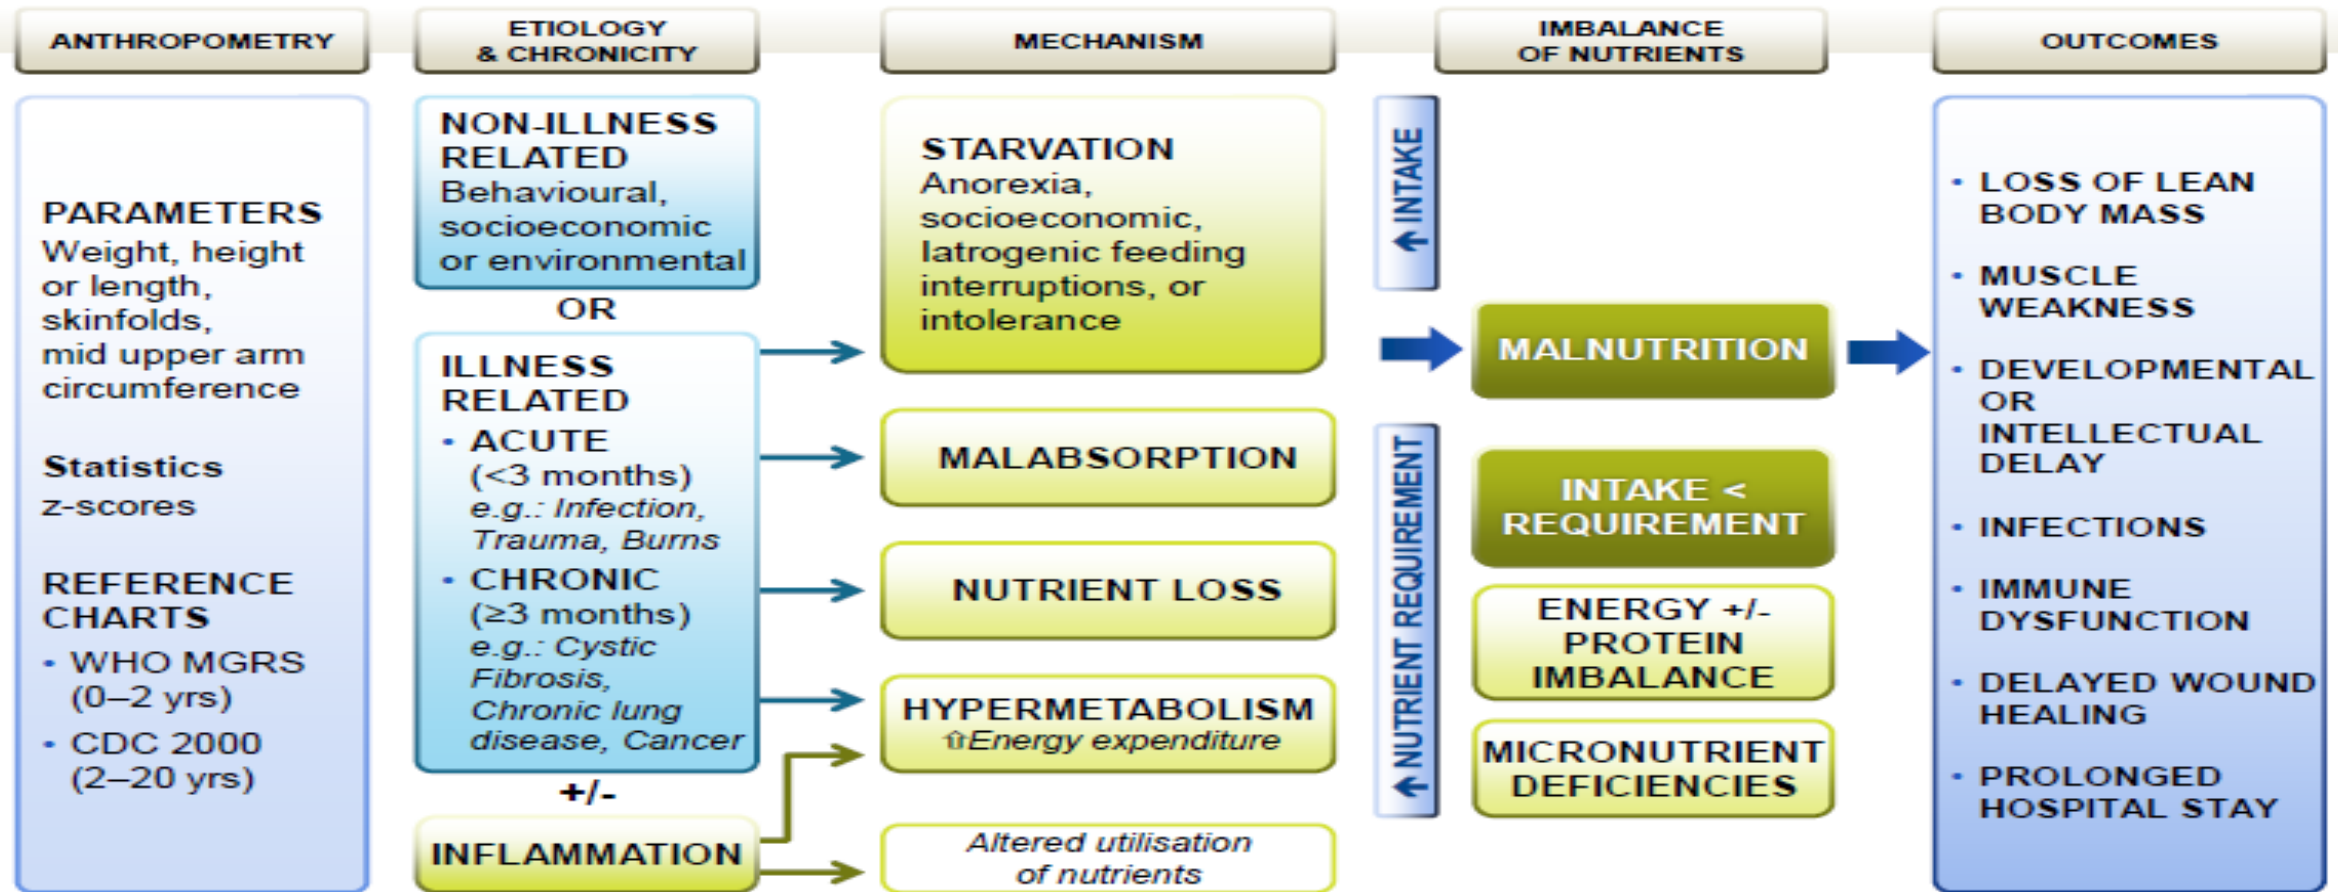 ANTHROPOMETRY
ETIOLOGY
& CHRONICITY
MECHANISM
IMBALANCE
OF NUTRIENTS
OUTCOMES
PARAMETERS
Weight, height
or length,
skinfolds,
mid upper arm
circumference
Statistics
z-scores
REFERENCE
CHARTS
• WHO MGRS
(0–2 yrs)
• CDC 2000
(2–20 yrs)
NON-ILLNESS
RELATED
Behavioural,
socioeconomic
or environmental
OR
ILLNESS
RELATED
• ACUTE
(<3 months)
e.g.: Infection,
Trauma, Burns
• CHRONIC
(≥3 months)
e.g.: Cystic
Fibrosis,
Chronic lung
disease, Cancer
+/-
INFLAMMATION
STARVATION
Anorexia,
socioeconomic,
Iatrogenic feeding
interruptions, or
intolerance
MALABSORPTION
NUTRIENT LOSS
HYPERMETABOLISM
⇧Energy expenditure
Altered utilisation
of nutrients
↑ INTAKE
↑ NUTRIENT REQUIREMENT
MALNUTRITION
INTAKE <
REQUIREMENT
ENERGY +/-
PROTEIN
IMBALANCE
MICRONUTRIENT
DEFICIENCIES
• LOSS OF LEAN
BODY MASS
• MUSCLE
WEAKNESS
• DEVELOPMENTAL
OR
INTELLECTUAL
DELAY
• INFECTIONS
• IMMUNE
DYSFUNCTION
• DELAYED WOUND
HEALING
• PROLONGED
HOSPITAL STAY